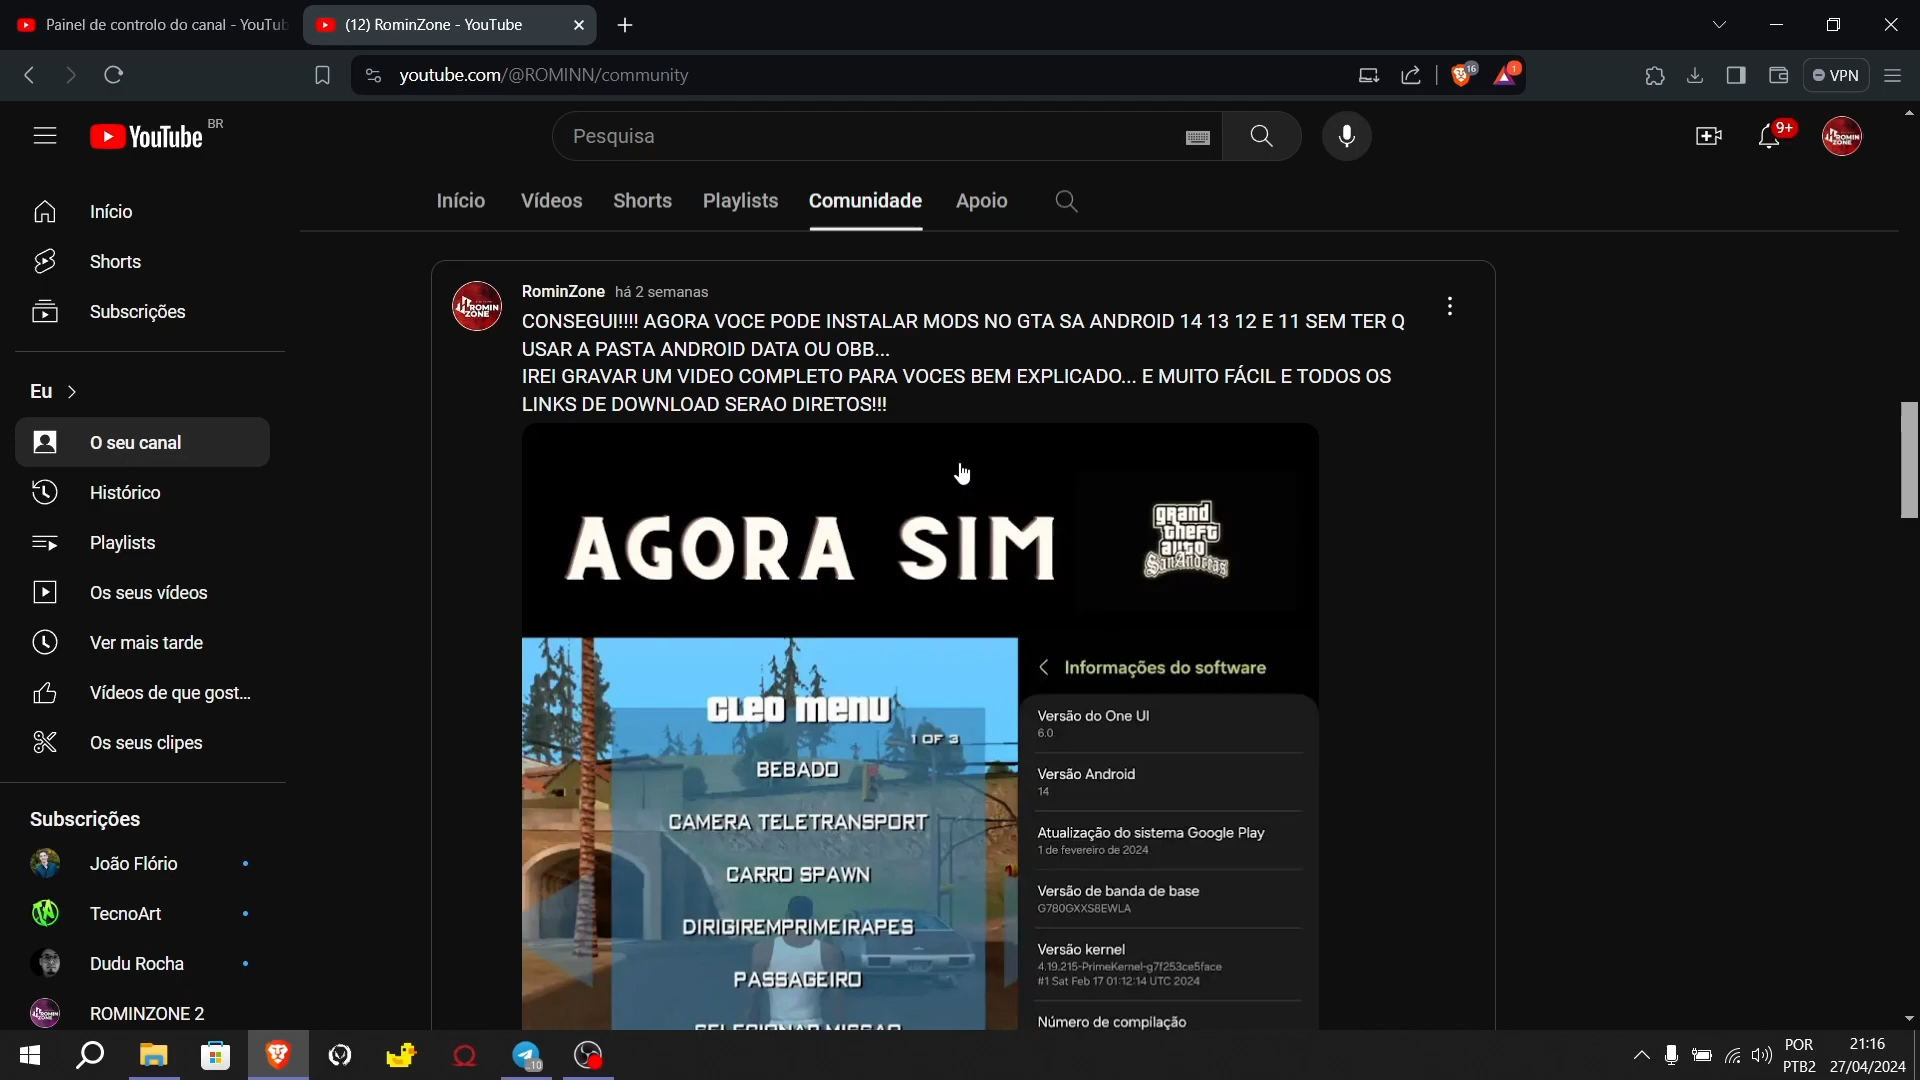 Painel de controlo do canal - YouTub
(12) RominZone - YouTube
youtube.com/@ROMINN/community
16
1
VPN
YouTube
BR
Pesquisa
9+
Início
Vídeos
Shorts
Playlists
Comunidade
Apoio
Início
Shorts
Subscrições
Eu
O seu canal
Histórico
Playlists
Os seus vídeos
Ver mais tarde
Vídeos de que gost...
Os seus clipes
Subscrições
João Flório
TecnoArt
Dudu Rocha
ROMINZONE 2
RominZone há 2 semanas
CONSEGUI!!!! AGORA VOCE PODE INSTALAR MODS NO GTA SA ANDROID 14 13 12 E 11 SEM TER Q
USAR A PASTA ANDROID DATA OU OBB...
IREI GRAVAR UM VIDEO COMPLETO PARA VOCES BEM EXPLICADO... E MUITO FÁCIL E TODOS OS
LINKS DE DOWNLOAD SERAO DIRETOS!!!
AGORA SIM
grand
theft
auto
SanAndreas
CLEO MENU
1 OF 3
BEBADO
CAMERA TELETRANSPORT
CARRO SPAWN
DIRIGIREMPRIMEIRAPES
PASSAGEIRO
SELECIONAR MISSAO
Informações do software
Versão do One UI
6.0
Versão Android
14
Atualização do sistema Google Play
1 de fevereiro de 2024
Versão de banda de base
G780GXXS8EWLA
Versão kernel
4.19.215-PrimeKernel-g7f253ce5face
#1 Sat Feb 17 01:12:14 UTC 2024
Número de compilação
10
POR
PTB2
21:16
27/04/2024